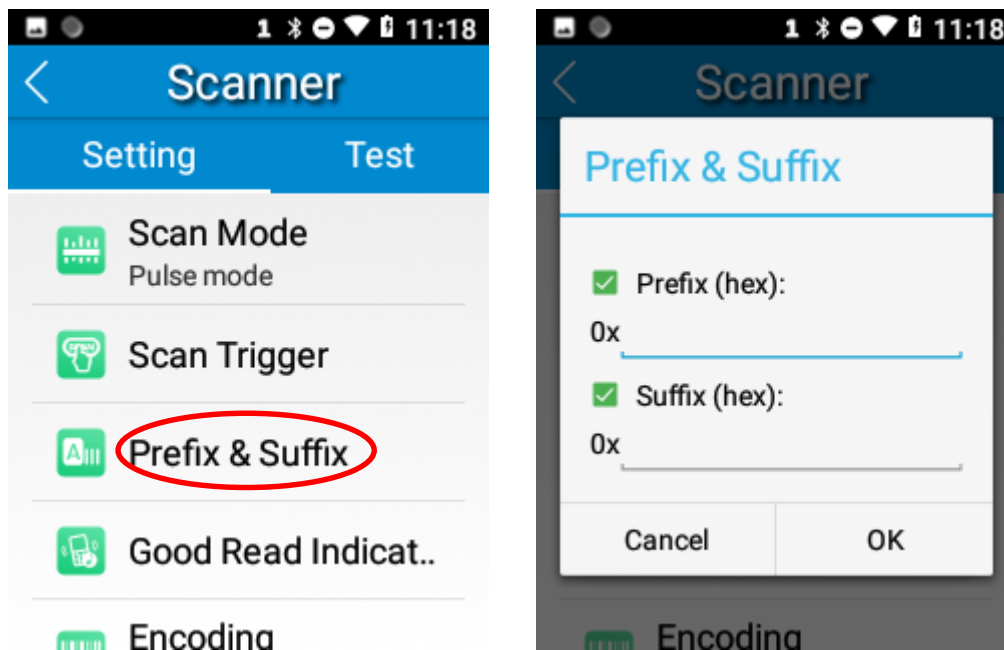 1 11:18
Scanner
Setting Test
Scan Mode
Pulse mode
Scan Trigger
Prefix & Suffix
Good Read Indicat..
Encoding
1 11:18
Scanner
Prefix & Suffix
Prefix (hex):
0x
Suffix (hex):
0x
Cancel OK
Encoding